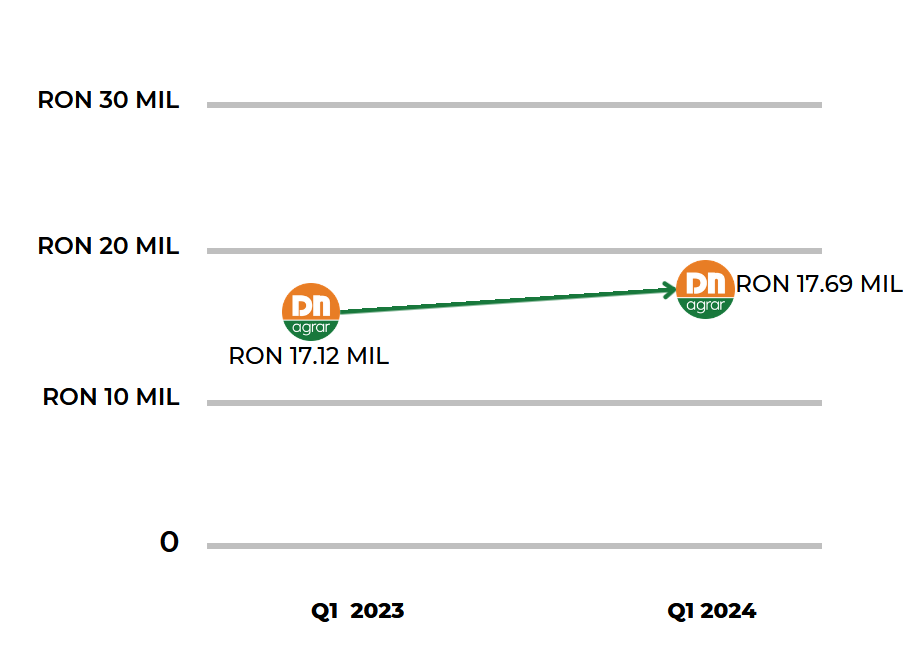 RON 30 MIL
RON 20 MIL
DN
agrar
RON 17.69 MIL
DN
agrar
RON 17.12 MIL
RON 10 MIL
0
Q1 2023
Q1 2024